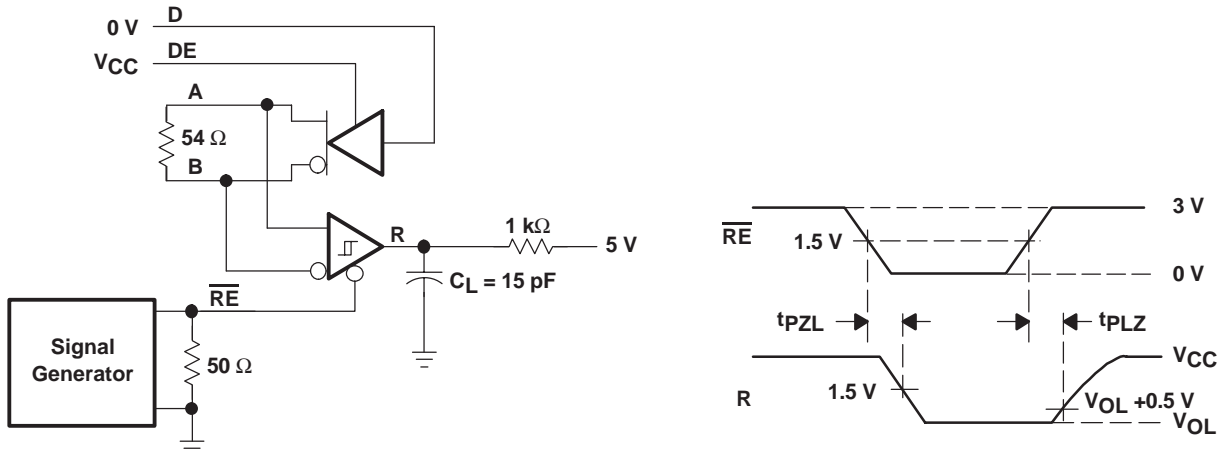 0 V
D
VCC
DE
A
54 Ω
B
R
1 kΩ
5 V
CL = 15 pF
RE
Signal
Generator
50 Ω
3 V
RE
1.5 V
0 V
tPZL
tPLZ
VCC
R
1.5 V
VOL +0.5 V
VOL